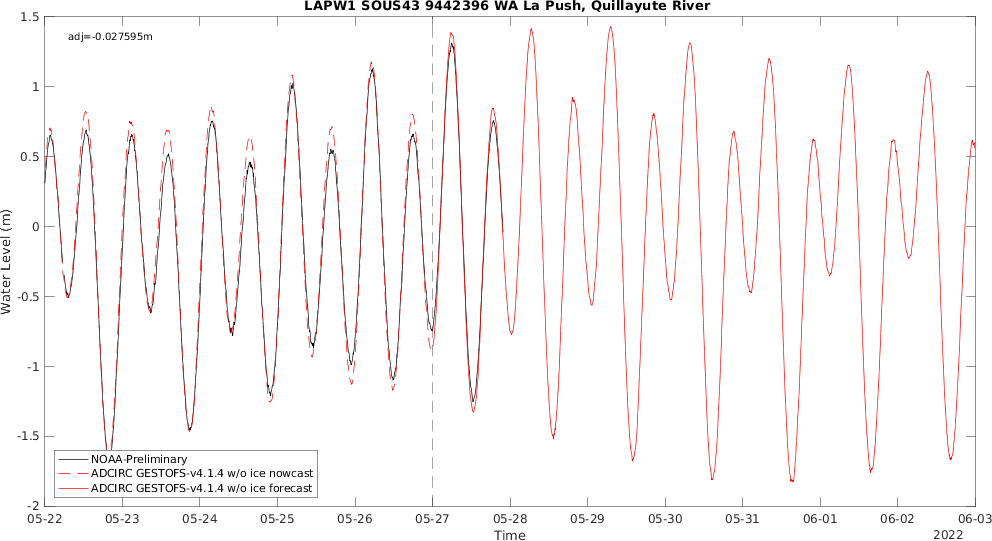 LAPW1 SOUS43 9442396 WA La Push, Quillayute River
adj=-0.027595m
1.5
1
0.5
0
-0.5
-1
-1.5
-2
Water Level (m)
NOAA-Preliminary
ADCIRC GESTOFS-v4.1.4 w/o ice nowcast
ADCIRC GESTOFS-v4.1.4 w/o ice forecast
05-22 05-23 05-24 05-25 05-26 05-27 05-28 05-29 05-30 05-31 06-01 06-02 06-03
Time
2022